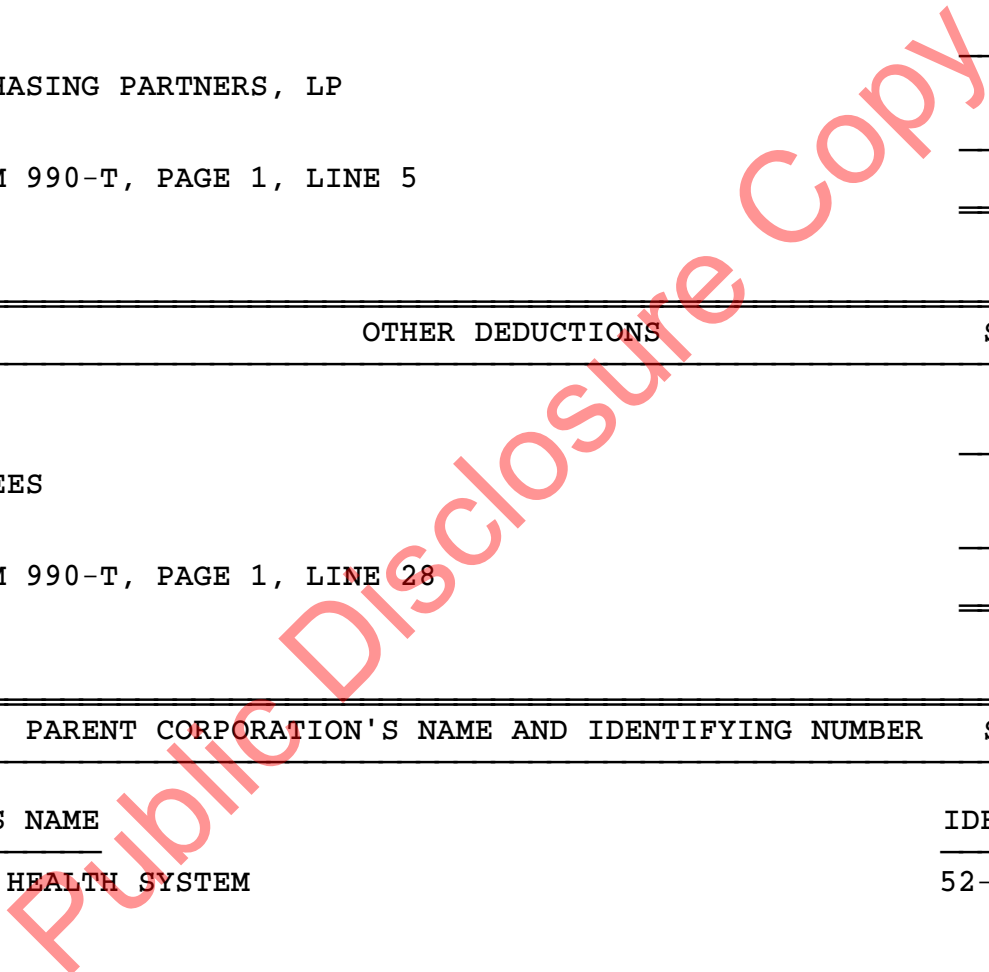 HASING PARTNERS, LP
M 990-T, PAGE 1, LINE 5
OTHER DEDUCTIONS S
EES
M 990-T, PAGE 1, LINE 28
PARENT CORPORATION'S NAME AND IDENTIFYING NUMBER S
S NAME IDE
HEALTH SYSTEM 52-
Public Disclosure Copy